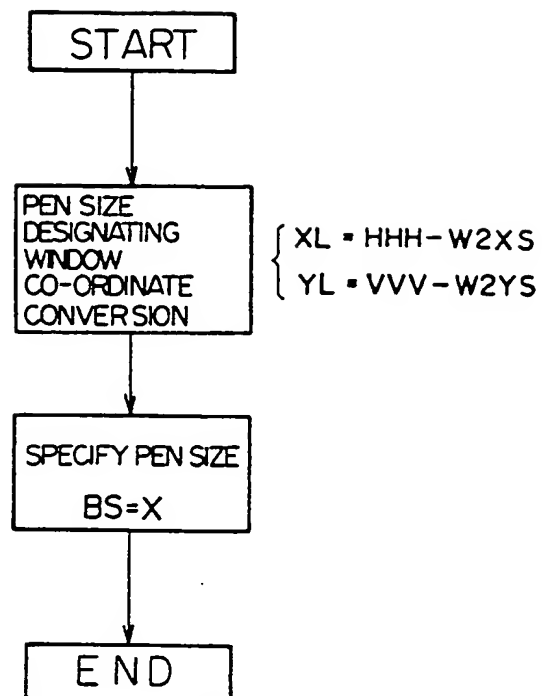 START
PEN SIZE
DESIGNATING
WINDOW
CO-ORDINATE
CONVERSION
XL = HHH-W2XS
YL = VVV-W2YS
SPECIFY PEN SIZE
BS=X
END